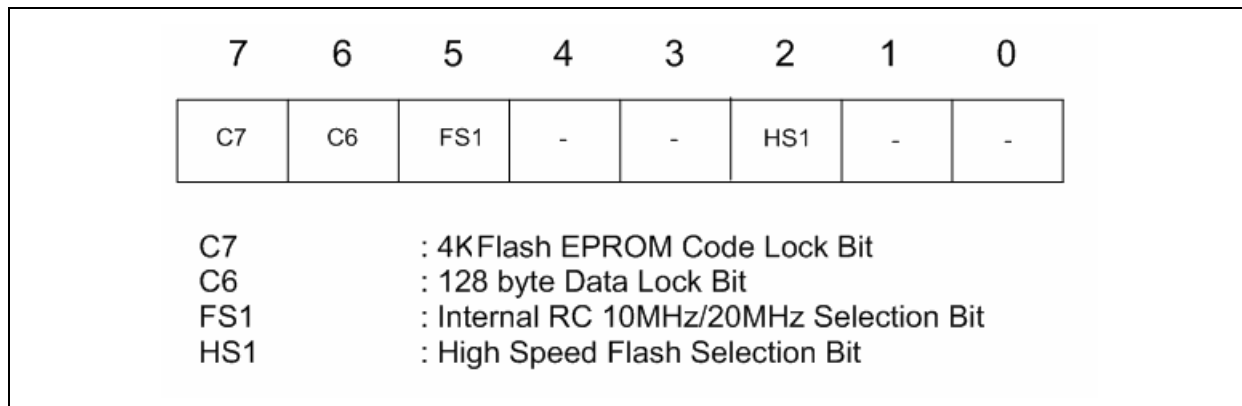 7 6 5 4 3 2 1 0
C7 C6 FS1 - - HS1 - -
C7 : 4KFlash EPROM Code Lock Bit
C6 : 128 byte Data Lock Bit
FS1 : Internal RC 10MHz/20MHz Selection Bit
HS1 : High Speed Flash Selection Bit